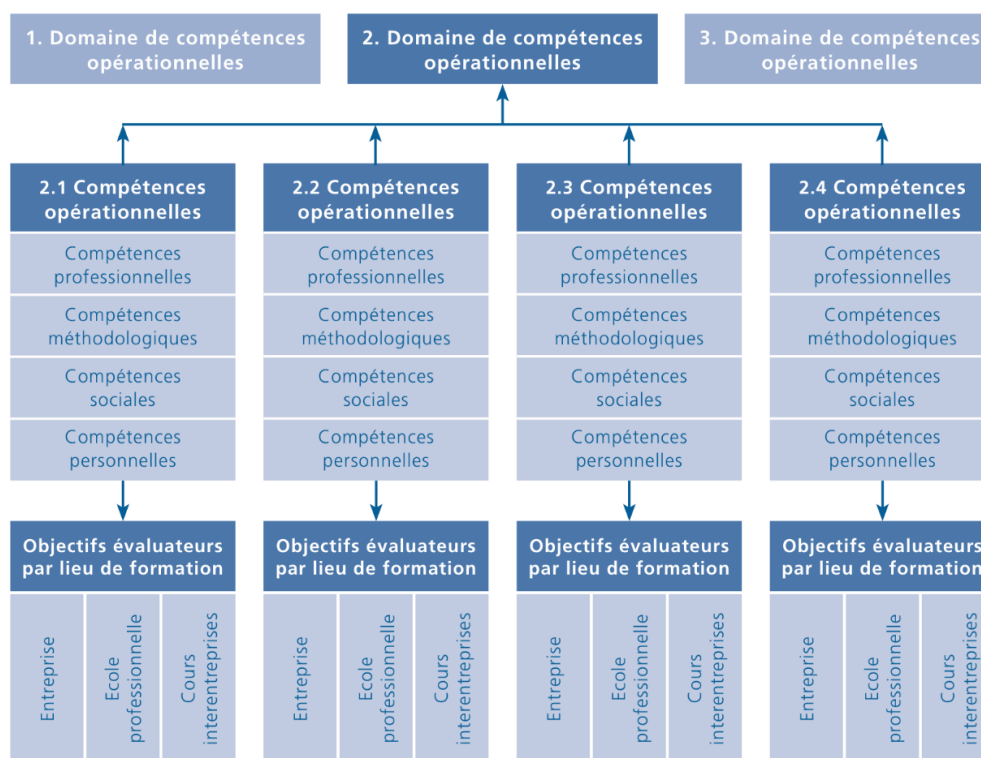 1. Domaine de compétences
opérationnelles
2. Domaine de compétences
opérationnelles
3. Domaine de compétences
opérationnelles
2.1 Compétences
opérationnelles
Compétences
professionnelles
Compétences
méthodologiques
Compétences
sociales
Compétences
personnelles
Objectifs évaluateurs
par lieu de formation
Entreprise
Ecole
professionnelle
Cours
interentreprises
2.2 Compétences
opérationnelles
Compétences
professionnelles
Compétences
méthodologiques
Compétences
sociales
Compétences
personnelles
Objectifs évaluateurs
par lieu de formation
Entreprise
Ecole
professionnelle
Cours
interentreprises
2.3 Compétences
opérationnelles
Compétences
professionnelles
Compétences
méthodologiques
Compétences
sociales
Compétences
personnelles
Objectifs évaluateurs
par lieu de formation
Entreprise
Ecole
professionnelle
Cours
interentreprises
2.4 Compétences
opérationnelles
Compétences
professionnelles
Compétences
méthodologiques
Compétences
sociales
Compétences
personnelles
Objectifs évaluateurs
par lieu de formation
Entreprise
Ecole
professionnelle
Cours
interentreprises